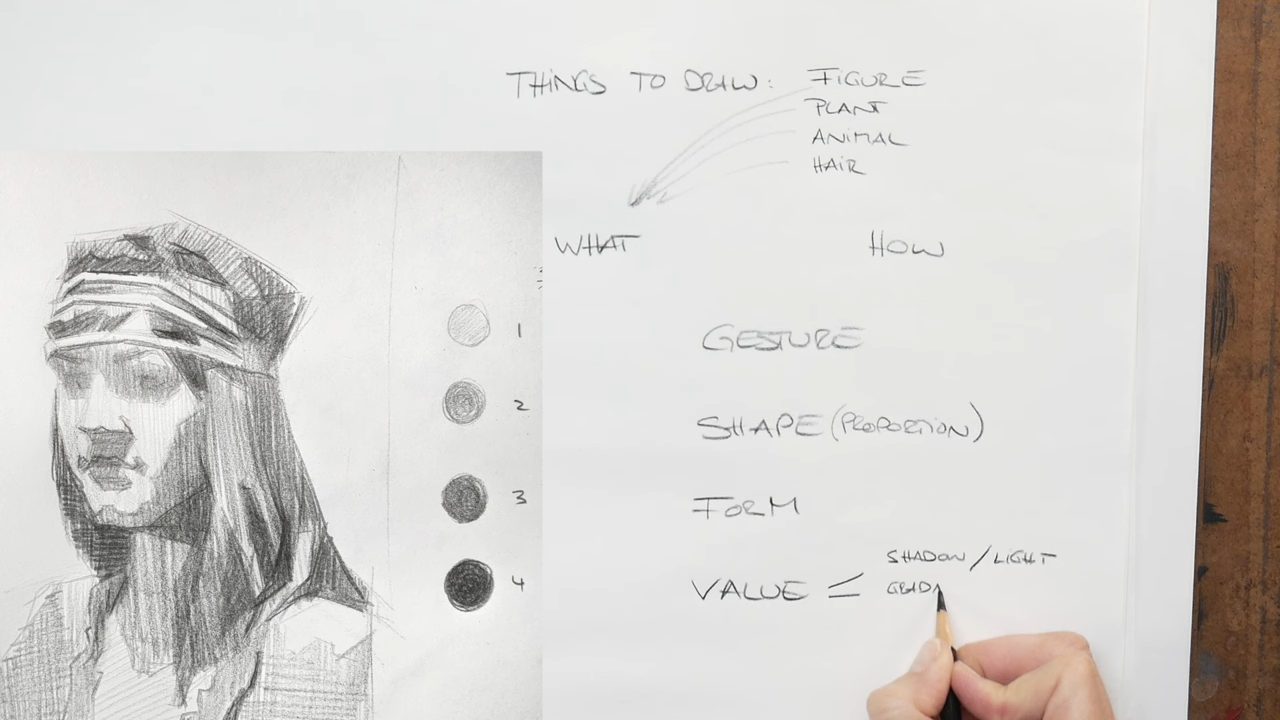 THINGS TO DRAW: FIGURE
PLANT
ANIMAL
HAIR
WHAT HOW
1
2
3
4
GESTURE
SHAPE (PROPORTION)
FORM
VALUE
SHADOW / LIGHT
GRADA